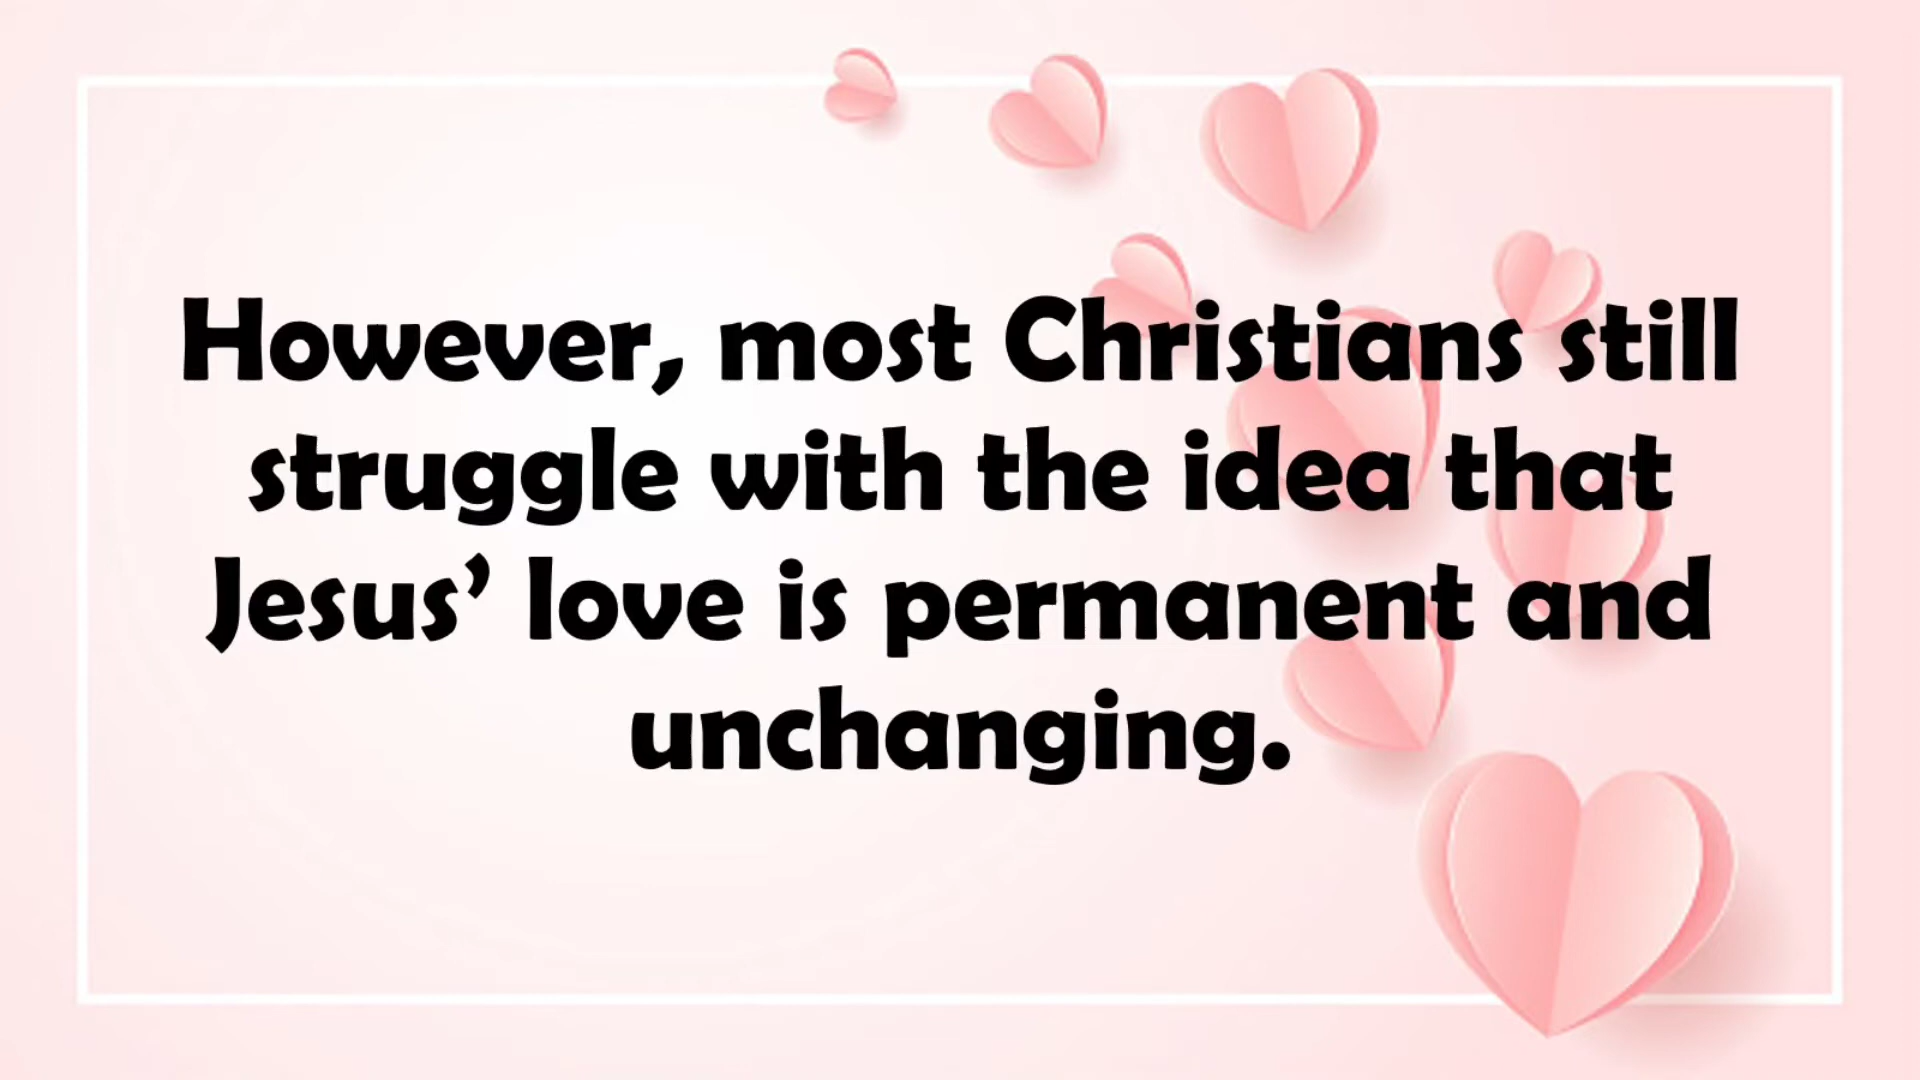 However, most Christians still
struggle with the idea that
Jesus’ love is permanent and
unchanging.